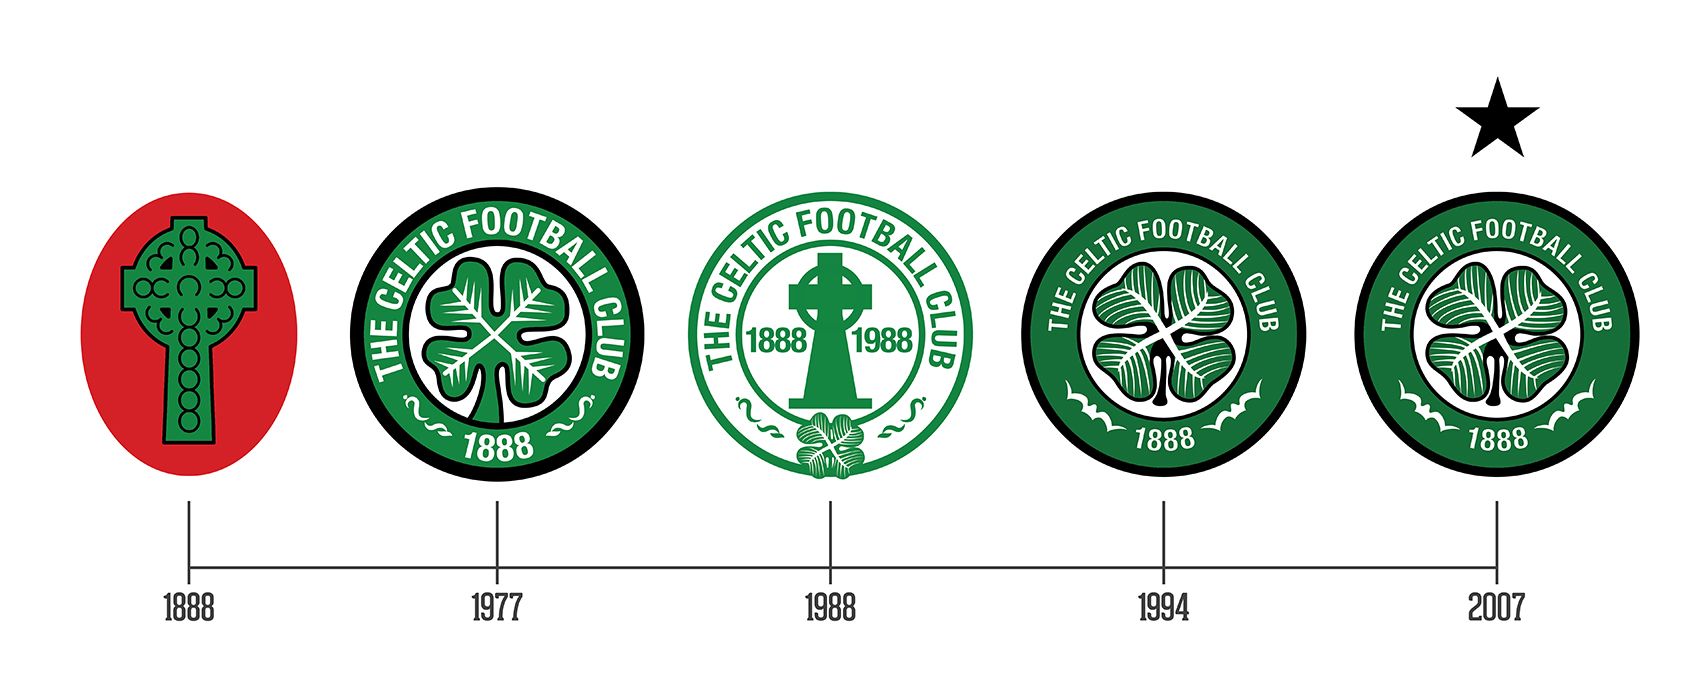 THE CELTIC FOOTBALL CLUB
1888
THE CELTIC FOOTBALL CLUB
1888 1988
THE CELTIC FOOTBALL CLUB
1888
THE CELTIC FOOTBALL CLUB
1888
1888
1977
1988
1994
2007